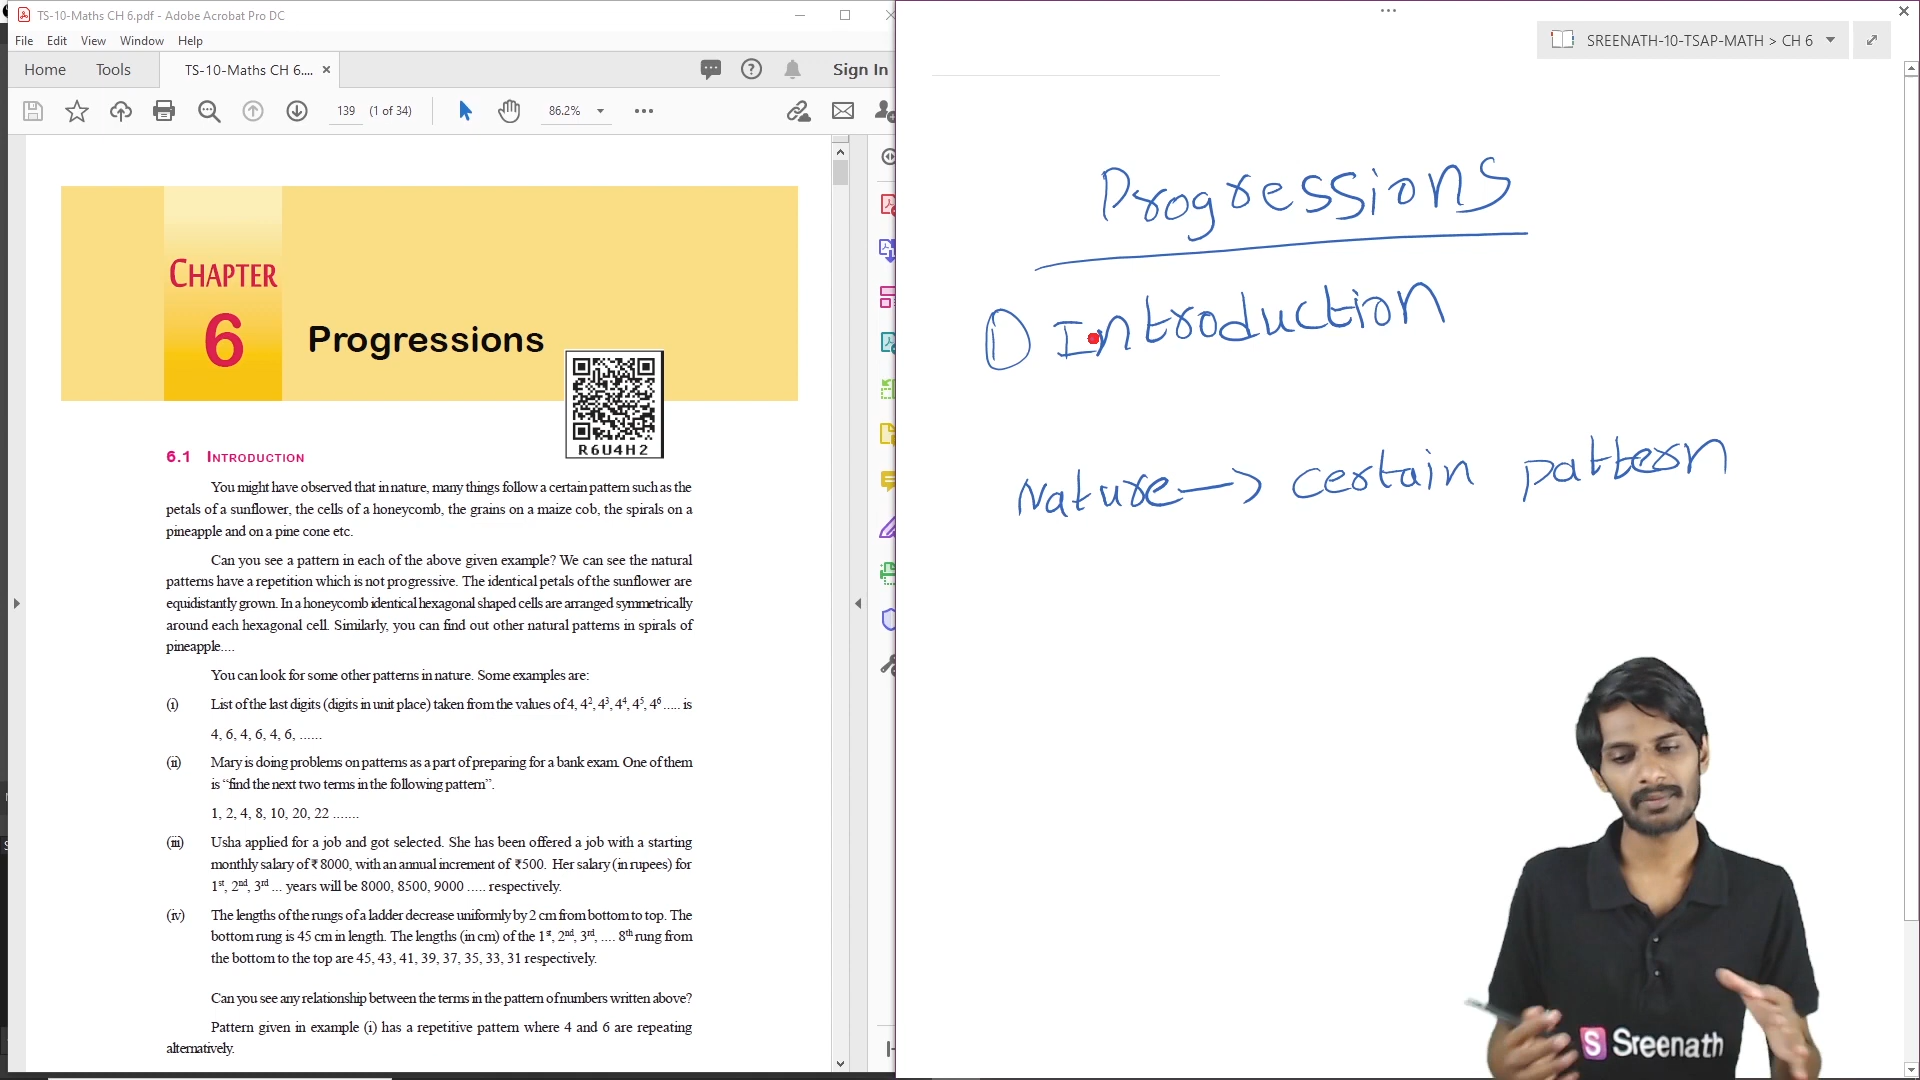 TS-10-Maths CH 6.pdf - Adobe Acrobat Pro DC
File Edit View Window Help
Home Tools TS-10-Maths CH 6.... × Sign In
139 (1 of 34) 86.2%
CHAPTER
6
Progressions
R6U4H2
6.1 INTRODUCTION
You might have observed that in nature, many things follow a certain pattern such as the
petals of a sunflower, the cells of a honeycomb, the grains on a maize cob, the spirals on a
pineapple and on a pine cone etc.
Can you see a pattern in each of the above given example? We can see the natural
patterns have a repetition which is not progressive. The identical petals of the sunflower are
equidistantly grown. In a honeycomb identical hexagonal shaped cells are arranged symmetrically
around each hexagonal cell. Similarly, you can find out other natural patterns in spirals of
pineapple....
You can look for some other patterns in nature. Some examples are:
(i) List of the last digits (digits in unit place) taken from the values of 4, 4², 4³, 4⁴, 4⁵, 4⁶ ..... is
4, 6, 4, 6, 4, 6, ......
(ii) Mary is doing problems on patterns as a part of preparing for a bank exam. One of them
is “find the next two terms in the following pattern”.
1, 2, 4, 8, 10, 20, 22 .......
(iii) Usha applied for a job and got selected. She has been offered a job with a starting
monthly salary of ₹ 8000, with an annual increment of ₹500. Her salary (in rupees) for
1st, 2nd, 3rd ... years will be 8000, 8500, 9000 ..... respectively.
(iv) The lengths of the rungs of a ladder decrease uniformly by 2 cm from bottom to top. The
bottom rung is 45 cm in length. The lengths (in cm) of the 1st, 2nd, 3rd, .... 8th rung from
the bottom to the top are 45, 43, 41, 39, 37, 35, 33, 31 respectively.
Can you see any relationship between the terms in the pattern of numbers written above?
Pattern given in example (i) has a repetitive pattern where 4 and 6 are repeating
alternatively.
SREENATH-10-TSAP-MATH > CH 6
Progressions
① Introduction
Nature → certain pattern
S Sreenath